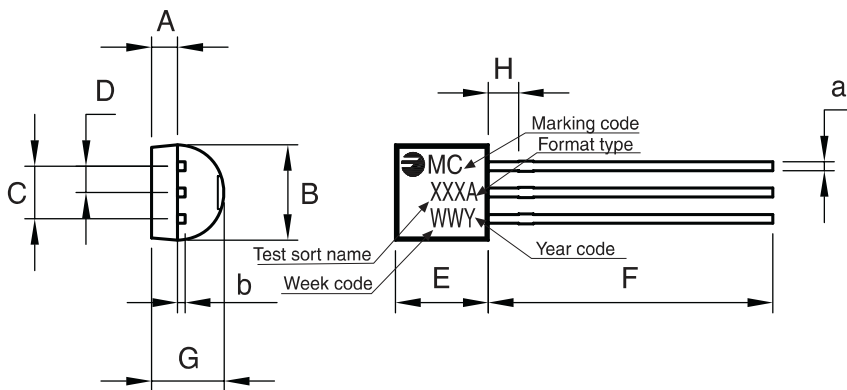 A
H
a
D
Marking code
Format type
MC
C
B
XXXA
WWY
Test sort name
Year code
Week code
b
E
F
G